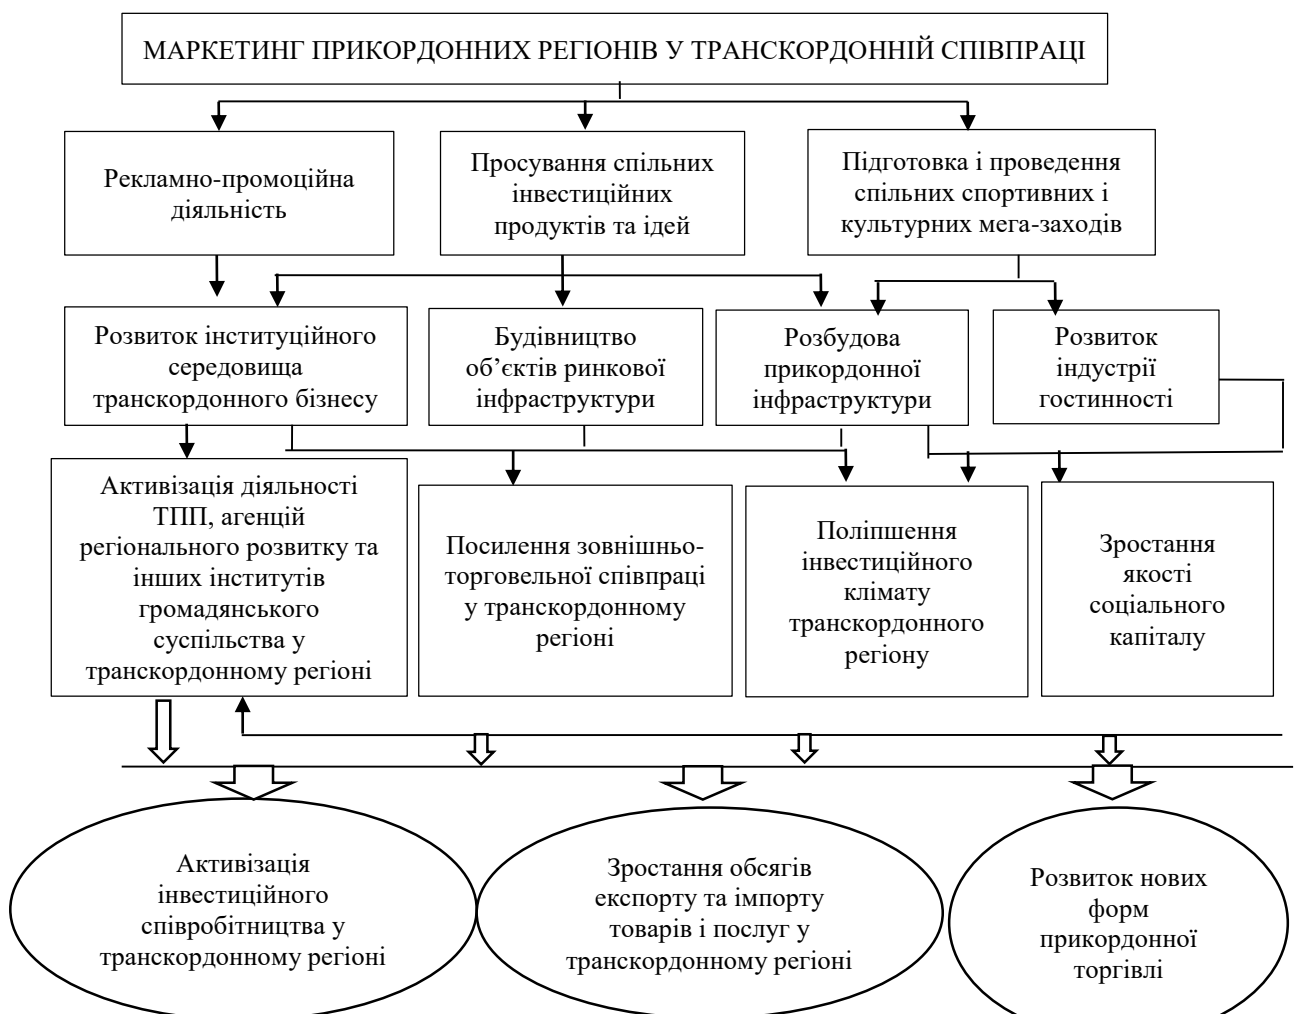 МАРКЕТИНГ ПРИКОРДОННИХ РЕГІОНІВ У ТРАНСКОРДОННІЙ СПІВПРАЦІ
Рекламно-промоційна
діяльність
Просування спільних
інвестиційних
продуктів та ідей
Підготовка і проведення
спільних спортивних і
культурних мега-заходів
Розвиток інституційного
середовища
транскордонного бізнесу
Будівництво
об’єктів ринкової
інфраструктури
Розбудова
прикордонної
інфраструктури
Розвиток
індустрії
гостинності
Активізація діяльності
ТПП, агенцій
регіонального розвитку та
інших інститутів
громадянського
суспільства у
транскордонному регіоні
Посилення зовнішньо-
торговельної співпраці
у транскордонному
регіоні
Поліпшення
інвестиційного
клімату
транскордонного
регіону
Зростання
якості
соціального
капіталу
Активізація
інвестиційного
співробітництва у
транскордонному регіоні
Зростання обсягів
експорту та імпорту
товарів і послуг у
транскордонному регіоні
Розвиток нових
форм
прикордонної
торгівлі